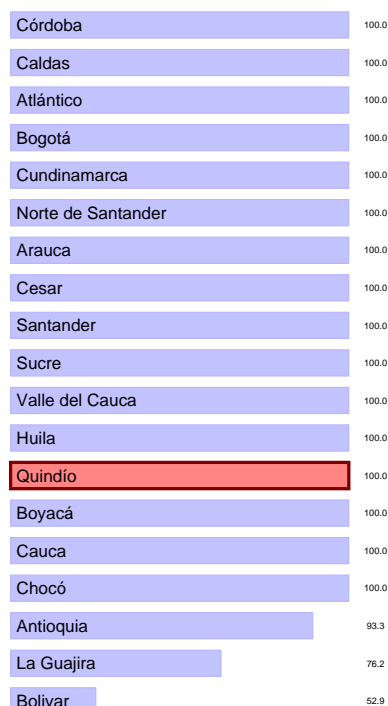 Córdoba 100.0
Caldas 100.0
Atlántico 100.0
Bogotá 100.0
Cundinamarca 100.0
Norte de Santander 100.0
Arauca 100.0
Cesar 100.0
Santander 100.0
Sucre 100.0
Valle del Cauca 100.0
Huila 100.0
Quindío 100.0
Boyacá 100.0
Cauca 100.0
Chocó 100.0
Antioquia 93.3
La Guajira 76.2
Bolivar 52.9